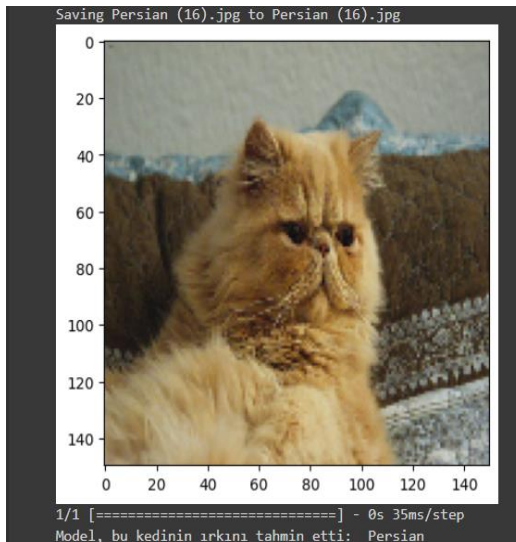 Saving Persian (16).jpg to Persian (16).jpg
0
20
40
60
80
100
120
140
0 20 40 60 80 100 120 140
1/1 [==============================] - 0s 35ms/step
Model, bu kedinin ırkını tahmin etti:  Persian